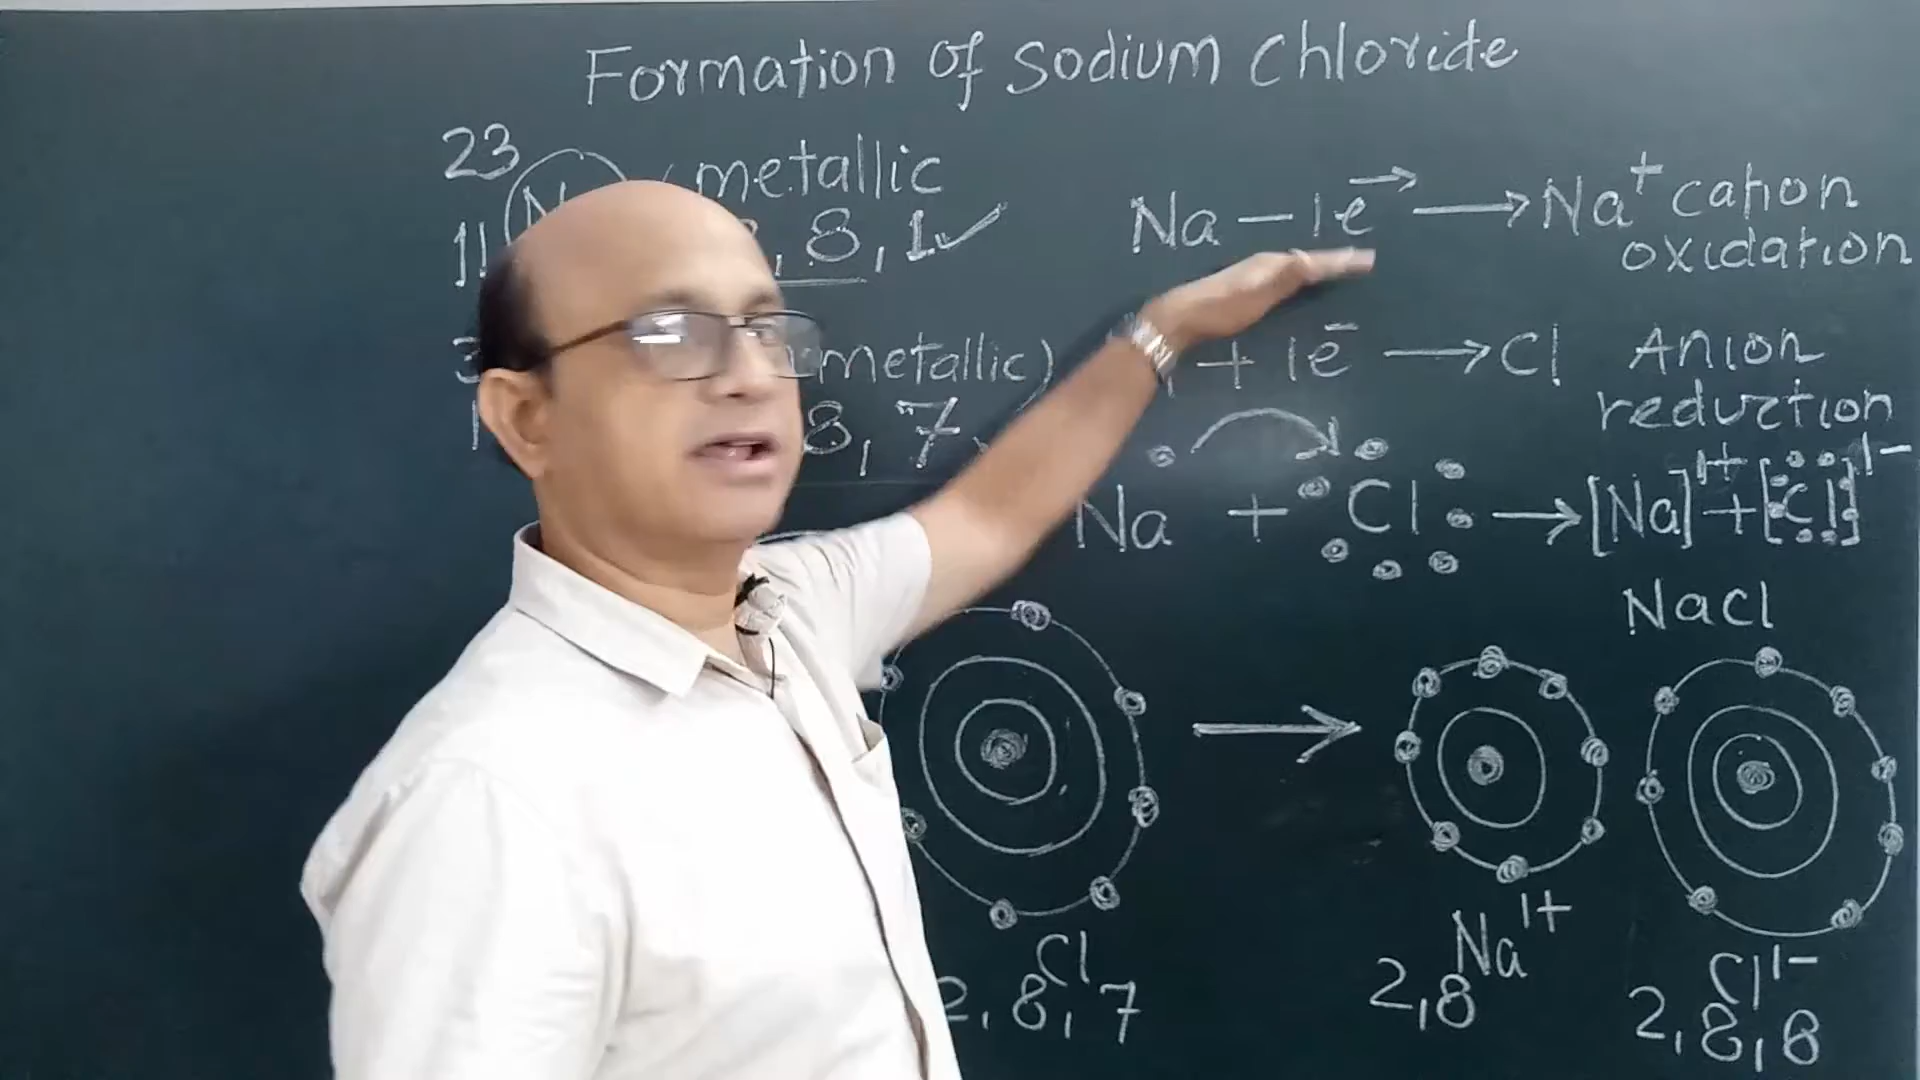 Formation of Sodium Chloride
23
metallic
11
8, 1 ✓
Na – 1e⁻ → Na⁺ cation
oxidation
metallic)
8, 7
+ 1e⁻ → Cl Anion
reduction
Na + Cl → [Na]¹⁺ + [Cl]¹⁻
NaCl
Cl
2, 8, 7
Na¹⁺
2, 8
Cl¹⁻
2, 8, 8